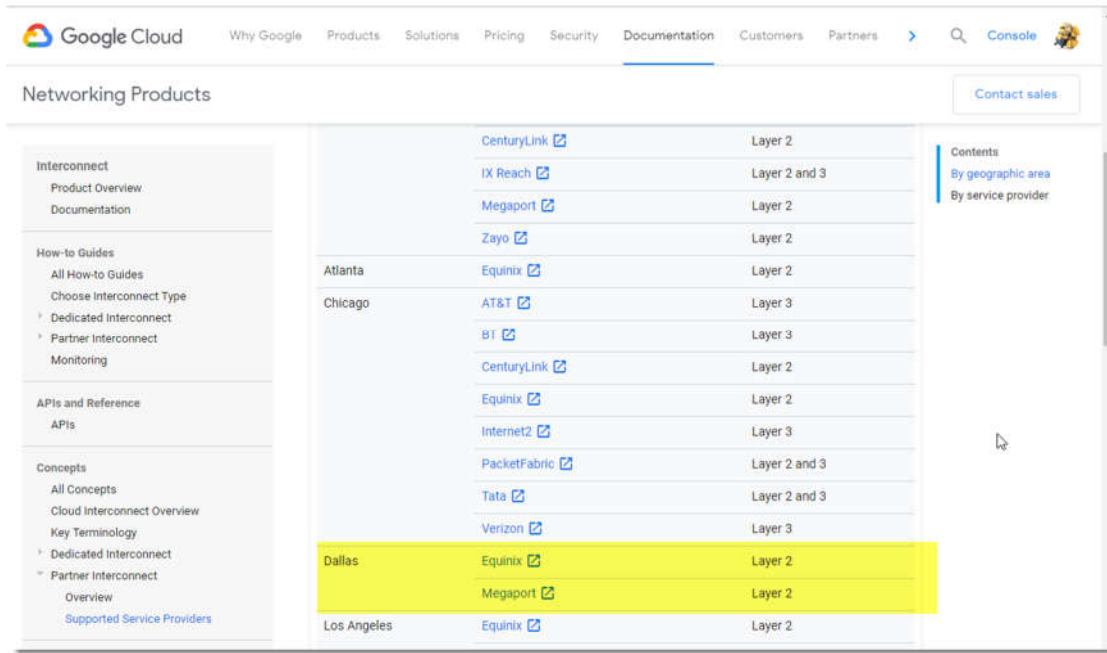 Google Cloud Why Google Products Solutions Pricing Security Documentation Customers Partners Console
Networking Products Contact sales
Interconnect
Product Overview
Documentation
How-to Guides
All How-to Guides
Choose Interconnect Type
Dedicated Interconnect
Partner Interconnect
Monitoring
APIs and Reference
APIs
Concepts
All Concepts
Cloud Interconnect Overview
Key Terminology
Dedicated Interconnect
Partner Interconnect
Overview
Supported Service Providers
CenturyLink Layer 2
IX Reach Layer 2 and 3
Megaport Layer 2
Zayo Layer 2
Atlanta Equinix Layer 2
Chicago AT&T Layer 3
BT Layer 3
CenturyLink Layer 2
Equinix Layer 2
Internet2 Layer 3
PacketFabric Layer 2 and 3
Tata Layer 2 and 3
Verizon Layer 3
Dallas Equinix Layer 2
Megaport Layer 2
Los Angeles Equinix Layer 2
Contents
By geographic area
By service provider